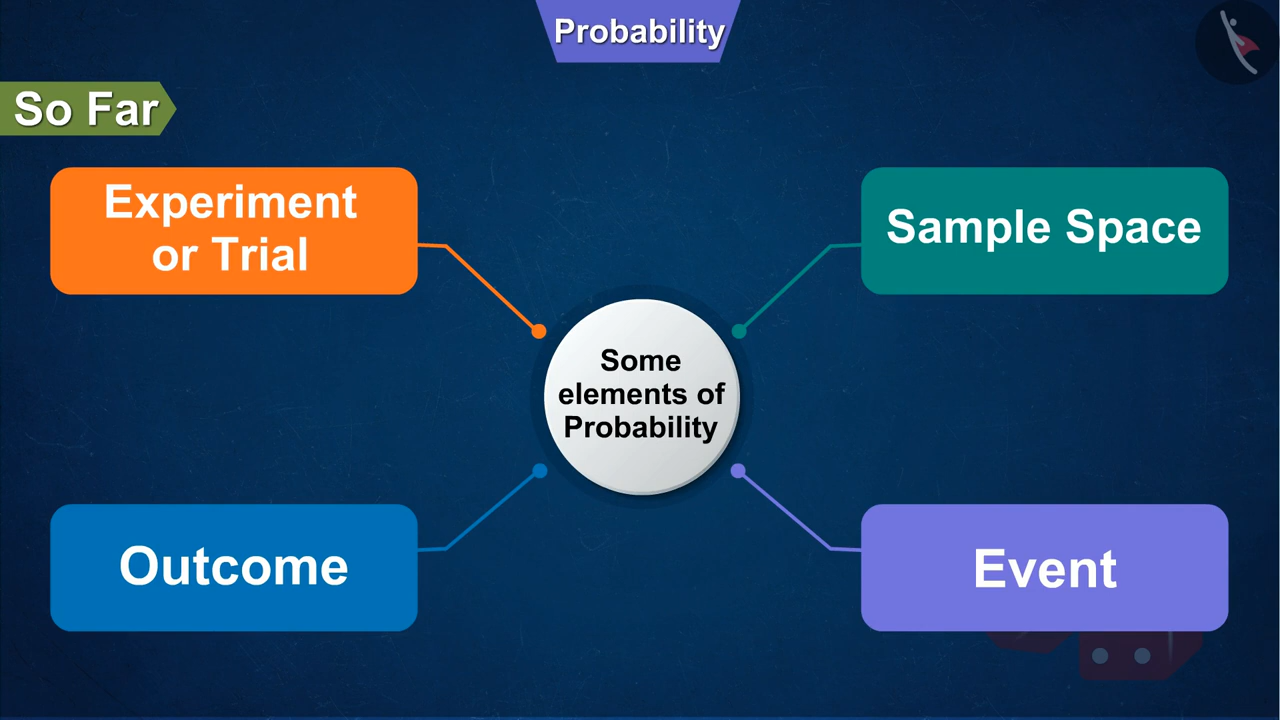 Probability
So Far
Experiment
or Trial
Sample Space
Some
elements of
Probability
Outcome
Event